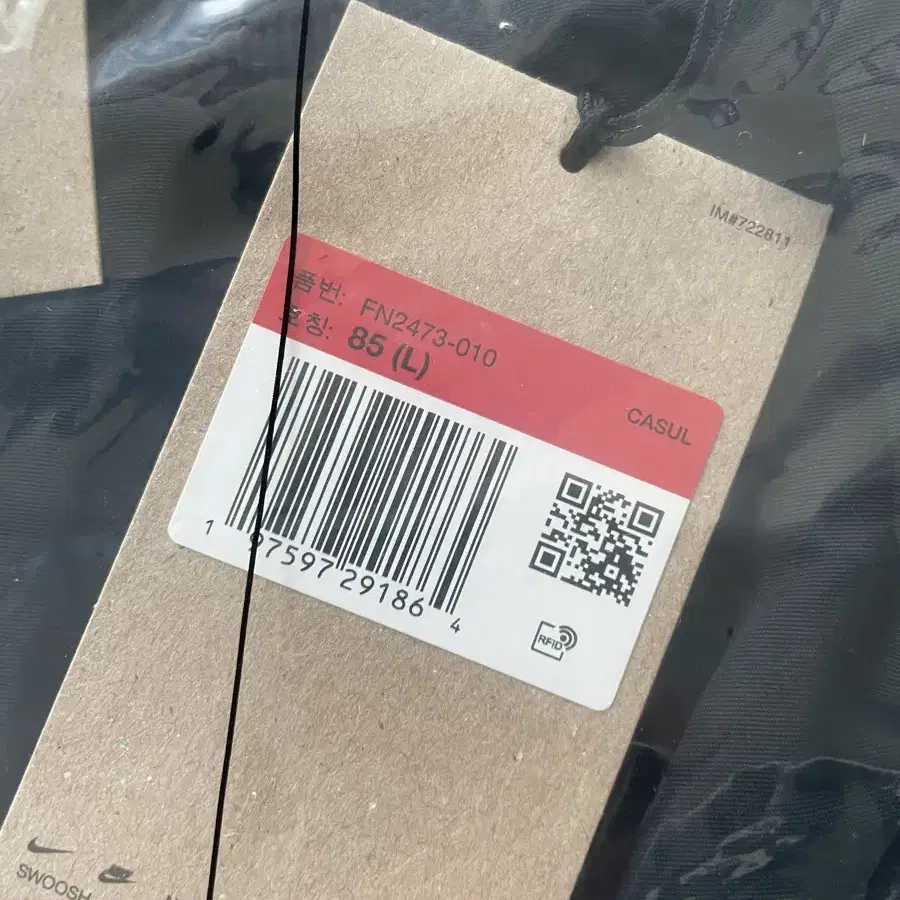 IM#722811
품번: FN2473-010
호칭: 85 (L)
CASUL
1 97597 29186 4
RFID
SWOOSH